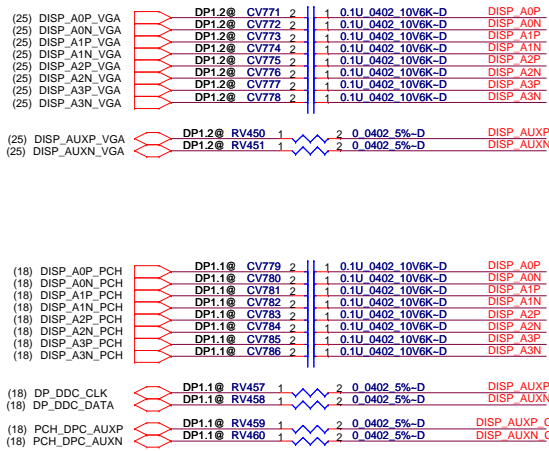 (25) DISP_A0P_VGA DP1.2@ CV771 2 1 0.1U_0402_10V6K~D DISP_A0P
(25) DISP_A0N_VGA DP1.2@ CV772 2 1 0.1U_0402_10V6K~D DISP_A0N
(25) DISP_A1P_VGA DP1.2@ CV773 2 1 0.1U_0402_10V6K~D DISP_A1P
(25) DISP_A1N_VGA DP1.2@ CV774 2 1 0.1U_0402_10V6K~D DISP_A1N
(25) DISP_A2P_VGA DP1.2@ CV775 2 1 0.1U_0402_10V6K~D DISP_A2P
(25) DISP_A2N_VGA DP1.2@ CV776 2 1 0.1U_0402_10V6K~D DISP_A2N
(25) DISP_A3P_VGA DP1.2@ CV777 2 1 0.1U_0402_10V6K~D DISP_A3P
(25) DISP_A3N_VGA DP1.2@ CV778 2 1 0.1U_0402_10V6K~D DISP_A3N
(25) DISP_AUXP_VGA DP1.2@ RV450 1 2 0_0402_5%~D DISP_AUXP
(25) DISP_AUXN_VGA DP1.2@ RV451 1 2 0_0402_5%~D DISP_AUXN
(18) DISP_A0P_PCH DP1.1@ CV779 2 1 0.1U_0402_10V6K~D DISP_A0P
(18) DISP_A0N_PCH DP1.1@ CV780 2 1 0.1U_0402_10V6K~D DISP_A0N
(18) DISP_A1P_PCH DP1.1@ CV781 2 1 0.1U_0402_10V6K~D DISP_A1P
(18) DISP_A1N_PCH DP1.1@ CV782 2 1 0.1U_0402_10V6K~D DISP_A1N
(18) DISP_A2P_PCH DP1.1@ CV783 2 1 0.1U_0402_10V6K~D DISP_A2P
(18) DISP_A2N_PCH DP1.1@ CV784 2 1 0.1U_0402_10V6K~D DISP_A2N
(18) DISP_A3P_PCH DP1.1@ CV785 2 1 0.1U_0402_10V6K~D DISP_A3P
(18) DISP_A3N_PCH DP1.1@ CV786 2 1 0.1U_0402_10V6K~D DISP_A3N
(18) DP_DDC_CLK DP1.1@ RV457 1 2 0_0402_5%~D DISP_AUXP
(18) DP_DDC_DATA DP1.1@ RV458 1 2 0_0402_5%~D DISP_AUXN
(18) PCH_DPC_AUXP DP1.1@ RV459 1 2 0_0402_5%~D DISP_AUXP_C
(18) PCH_DPC_AUXN DP1.1@ RV460 1 2 0_0402_5%~D DISP_AUXN_C